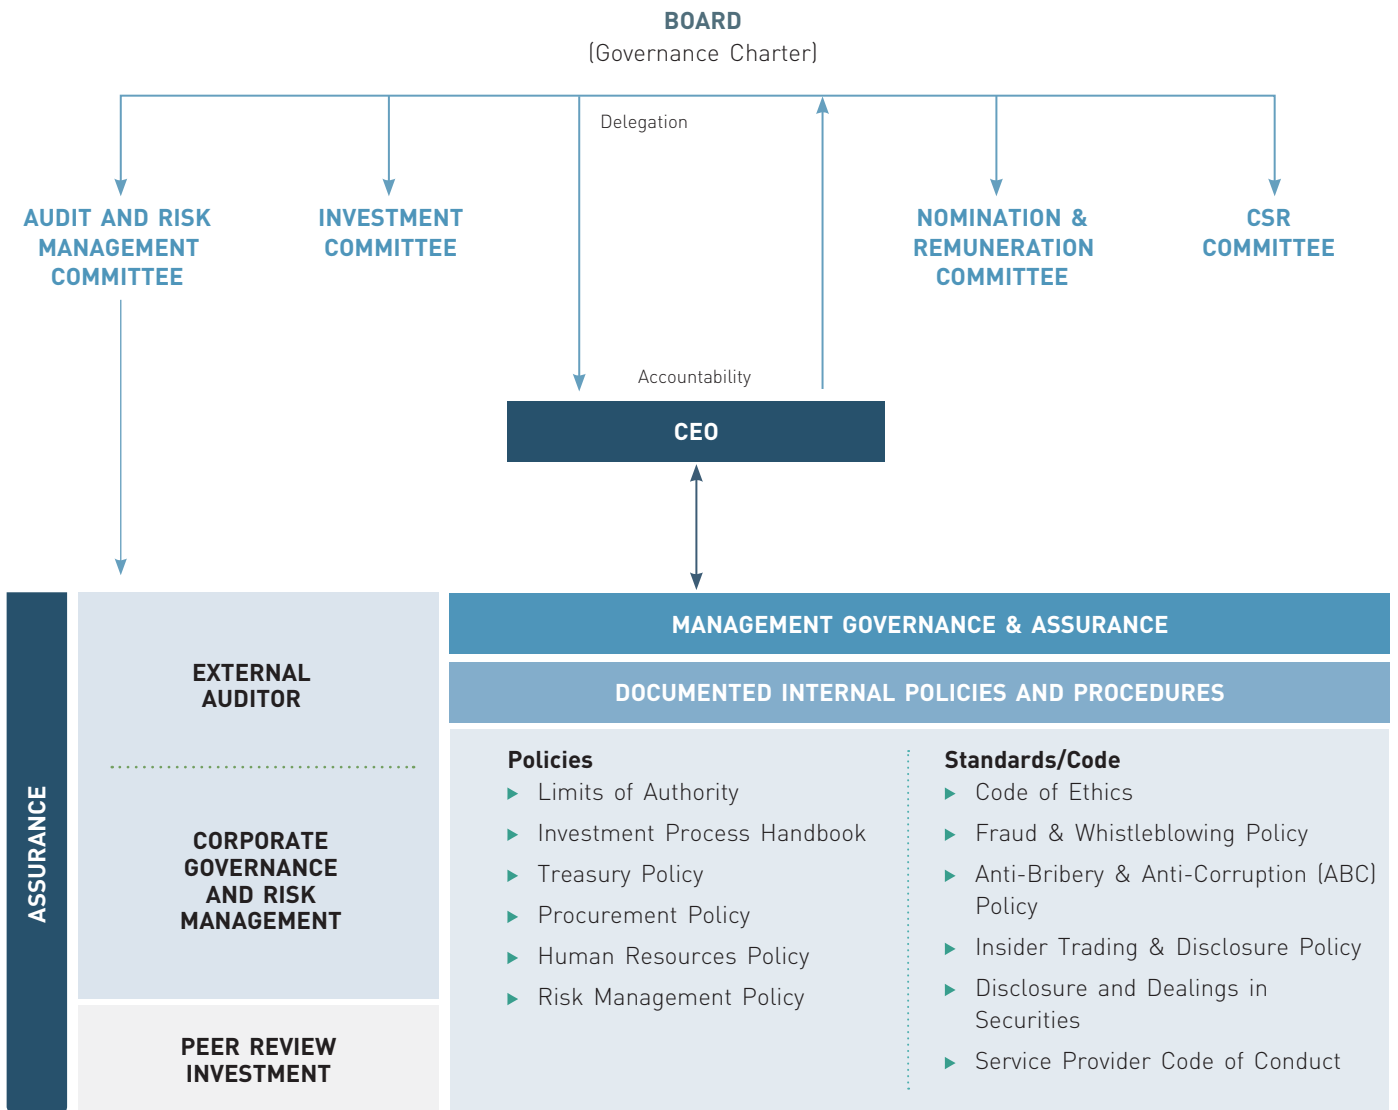 BOARD
(Governance Charter)
Delegation
AUDIT AND RISK
MANAGEMENT
COMMITTEE
INVESTMENT
COMMITTEE
NOMINATION &
REMUNERATION
COMMITTEE
CSR
COMMITTEE
Accountability
CEO
ASSURANCE
EXTERNAL
AUDITOR
CORPORATE
GOVERNANCE
AND RISK
MANAGEMENT
PEER REVIEW
INVESTMENT
MANAGEMENT GOVERNANCE & ASSURANCE
DOCUMENTED INTERNAL POLICIES AND PROCEDURES
Policies
Limits of Authority
Investment Process Handbook
Treasury Policy
Procurement Policy
Human Resources Policy
Risk Management Policy
Standards/Code
Code of Ethics
Fraud & Whistleblowing Policy
Anti-Bribery & Anti-Corruption (ABC)
Policy
Insider Trading & Disclosure Policy
Disclosure and Dealings in
Securities
Service Provider Code of Conduct